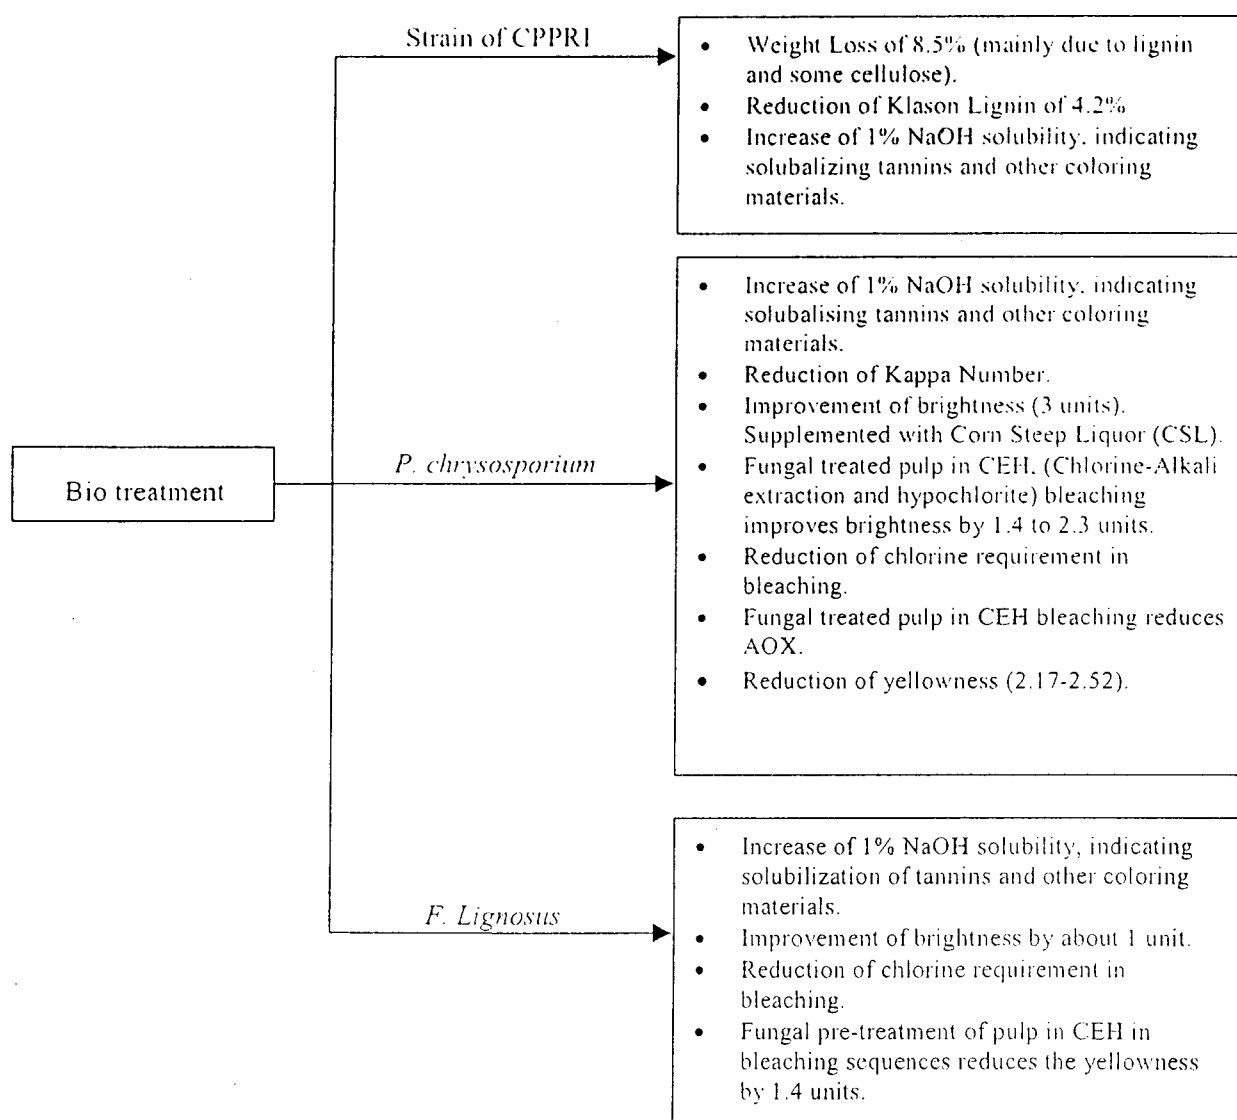 Strain of CPPRI
• Weight Loss of 8.5% (mainly due to lignin
and some cellulose).
• Reduction of Klason Lignin of 4.2%
• Increase of 1% NaOH solubility, indicating
solubalizing tannins and other coloring
materials.
Bio treatment
P. chrysosporium
• Increase of 1% NaOH solubility, indicating
solubalising tannins and other coloring
materials.
• Reduction of Kappa Number.
• Improvement of brightness (3 units).
Supplemented with Corn Steep Liquor (CSL).
• Fungal treated pulp in CEH, (Chlorine-Alkali
extraction and hypochlorite) bleaching
improves brightness by 1.4 to 2.3 units.
• Reduction of chlorine requirement in
bleaching.
• Fungal treated pulp in CEH bleaching reduces
AOX.
• Reduction of yellowness (2.17-2.52).
F. Lignosus
• Increase of 1% NaOH solubility, indicating
solubilization of tannins and other coloring
materials.
• Improvement of brightness by about 1 unit.
• Reduction of chlorine requirement in
bleaching.
• Fungal pre-treatment of pulp in CEH in
bleaching sequences reduces the yellowness
by 1.4 units.